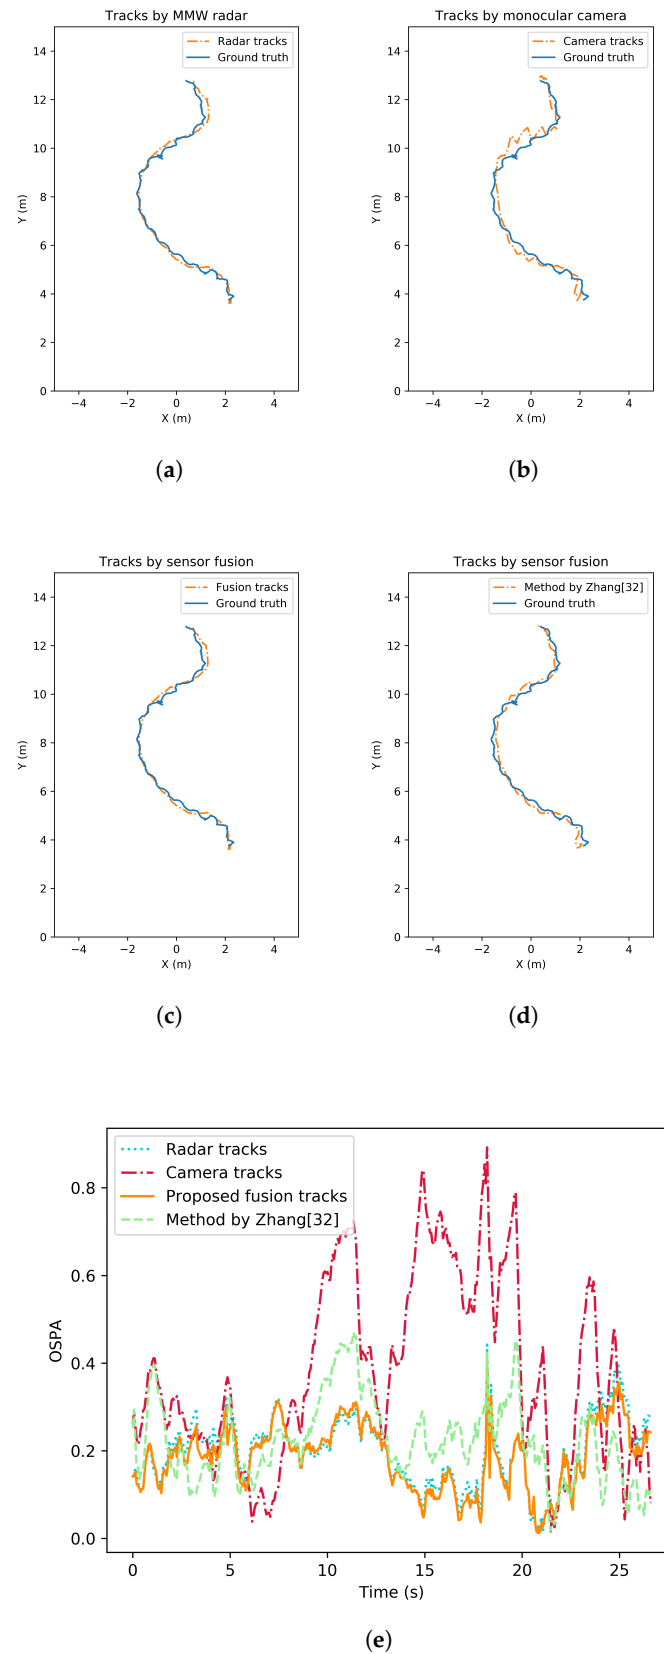 Tracks by MMW radar
Radar tracks
Ground truth
14
12
10
8
6
4
2
0
Y (m)
−4 −2 0 2 4
X (m)
(a)
Tracks by monocular camera
Camera tracks
Ground truth
14
12
10
8
6
4
2
0
Y (m)
−4 −2 0 2 4
X (m)
(b)
Tracks by sensor fusion
Fusion tracks
Ground truth
14
12
10
8
6
4
2
0
Y (m)
−4 −2 0 2 4
X (m)
(c)
Tracks by sensor fusion
Method by Zhang[32]
Ground truth
14
12
10
8
6
4
2
0
Y (m)
−4 −2 0 2 4
X (m)
(d)
Radar tracks
Camera tracks
Proposed fusion tracks
Method by Zhang[32]
0.8
0.6
0.4
0.2
0.0
OSPA
0 5 10 15 20 25
Time (s)
(e)